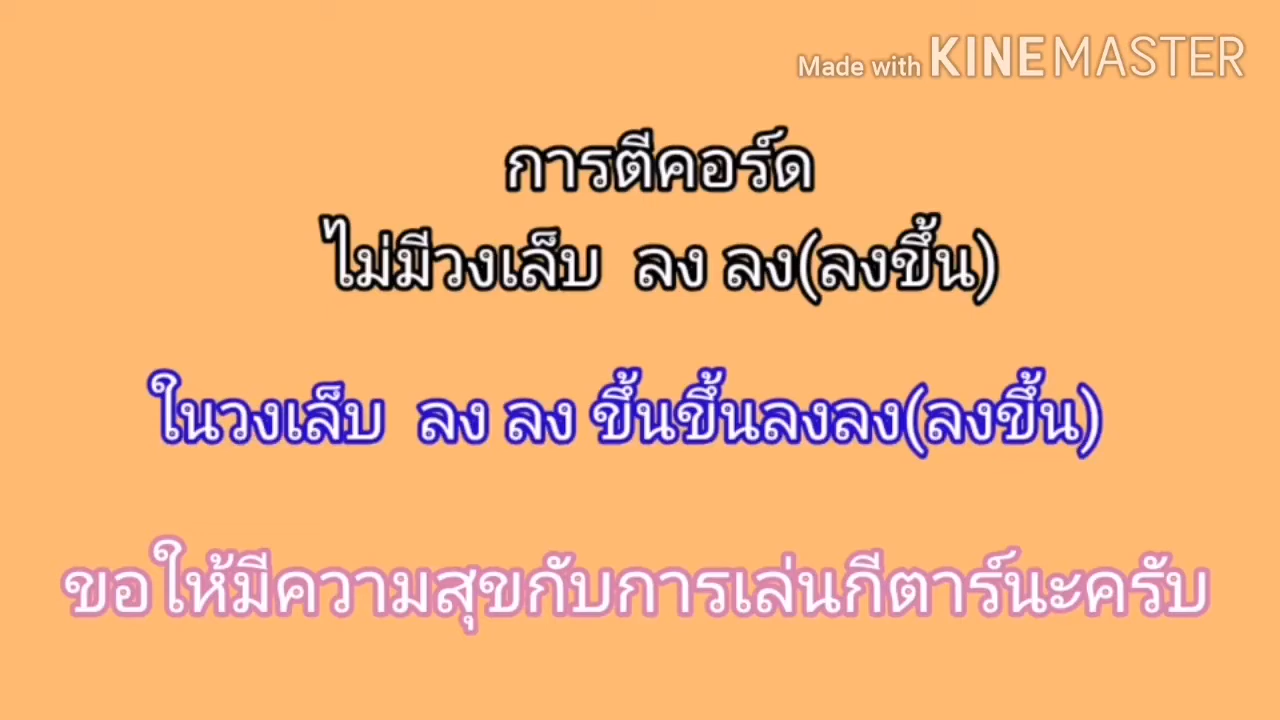 Made with KINEMASTER
การตีคอร์ด
ไม่มีวงเล็บ ลง ลง(ลงขึ้น)
ในวงเล็บ ลง ลง ขึ้นขึ้นลงลง(ลงขึ้น)
ขอให้มีความสุขกับการเล่นกีตาร์นะครับ